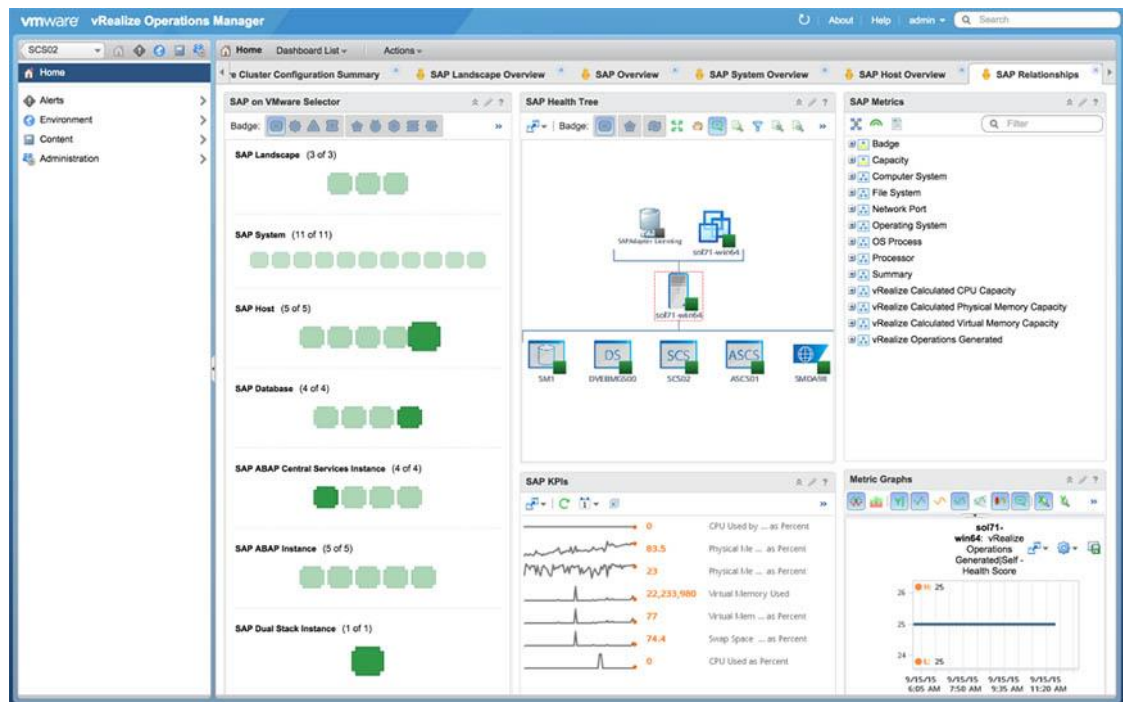 vmware vRealize Operations Manager
About Help admin Search
SCS02
Home Dashboard List Actions
Home
Alerts
Environment
Content
Administration
re Cluster Configuration Summary SAP Landscape Overview SAP Overview SAP System Overview SAP Host Overview SAP Relationships
SAP on VMware Selector
Badge:
SAP Landscape (3 of 3)
SAP System (11 of 11)
SAP Host (5 of 5)
SAP Database (4 of 4)
SAP ABAP Central Services Instance (4 of 4)
SAP ABAP Instance (5 of 5)
SAP Dual Stack Instance (1 of 1)
SAP Health Tree
Badge:
sol71-win64
sol71-win64
DS SCS ASCS
SM1 DVEBMGS00 SCS02 ASCS01 SMDA98
SAP KPIs
0 CPU Used by ... as Percent
83.5 Physical Me ... as Percent
23 Physical Me ... as Percent
22,233,980 Virtual Memory Used
77 Virtual Mem ... as Percent
74.4 Swap Space ... as Percent
0 CPU Used as Percent
SAP Metrics
Filter
Badge
Capacity
Computer System
File System
Network Port
Operating System
OS Process
Processor
Summary
vRealize Calculated CPU Capacity
vRealize Calculated Physical Memory Capacity
vRealize Calculated Virtual Memory Capacity
vRealize Operations Generated
Metric Graphs
sol71-
win64: vRealize
Operations
Generated|Self -
Health Score
26 H: 25
25
24 L: 25
9/15/15 9/15/15 9/15/15 9/15/15
6:05 AM 7:50 AM 9:35 AM 11:20 AM